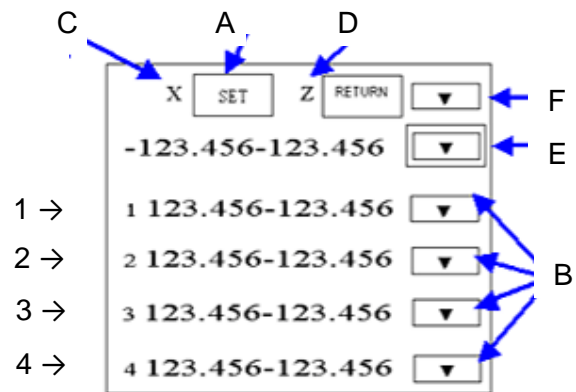 C A D
X SET Z RETURN ▼ F
-123.456-123.456 ▼ E
1 → 1 123.456-123.456 ▼
2 → 2 123.456-123.456 ▼ B
3 → 3 123.456-123.456 ▼
4 → 4 123.456-123.456 ▼